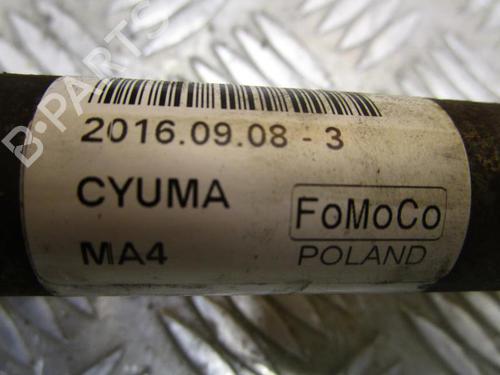 B-PARTS
2016.09.08 - 3
CYUMA
FoMoCo
MA4
POLAND